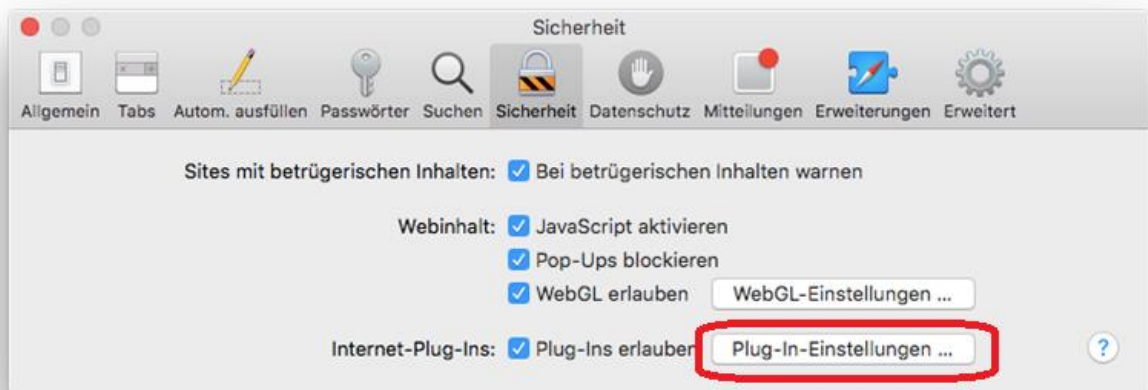 Sicherheit
Allgemein Tabs Autom. ausfüllen Passwörter Suchen Sicherheit Datenschutz Mitteilungen Erweiterungen Erweitert
Sites mit betrügerischen Inhalten: Bei betrügerischen Inhalten warnen
Webinhalt: JavaScript aktivieren
Pop-Ups blockieren
WebGL erlauben WebGL-Einstellungen ...
Internet-Plug-Ins: Plug-Ins erlauben Plug-In-Einstellungen ... ?